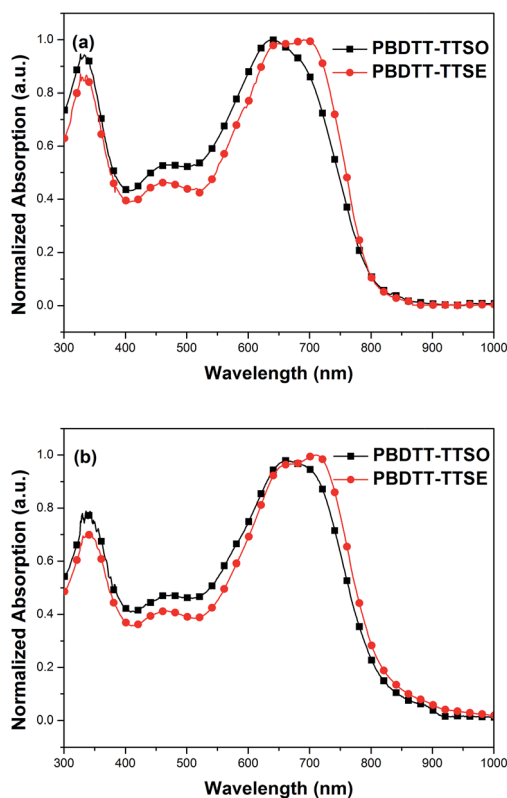 (a)
PBDTT-TTSO
PBDTT-TTSE
Normalized Absorption (a.u.)
1.0
0.8
0.6
0.4
0.2
0.0
300 400 500 600 700 800 900 1000
Wavelength (nm)
(b)
PBDTT-TTSO
PBDTT-TTSE
Normalized Absorption (a.u.)
1.0
0.8
0.6
0.4
0.2
0.0
300 400 500 600 700 800 900 1000
Wavelength (nm)